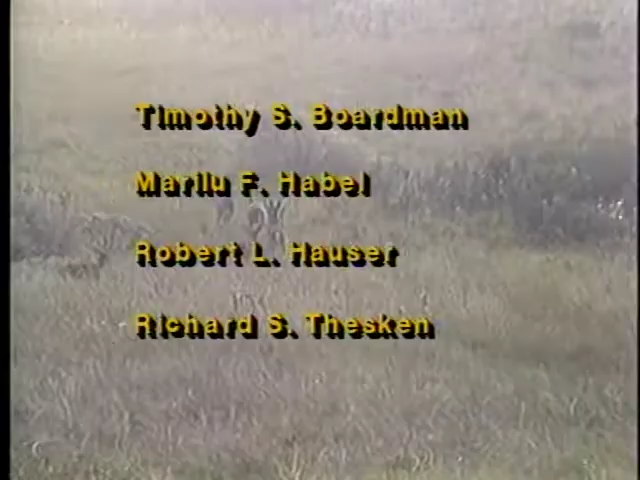 Timothy S. Boardman
Marilu F. Habel
Robert L. Hauser
Richard S. Thesken